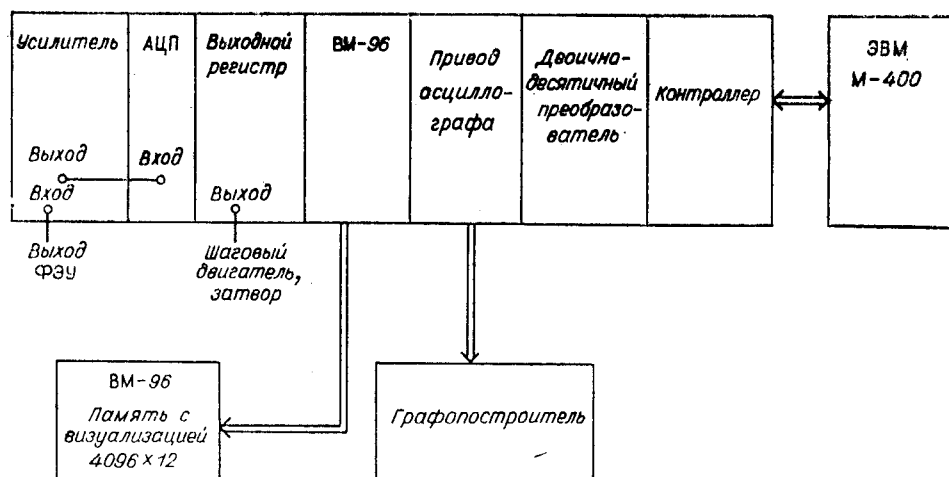 Усилитель
АЦП
Выходной
регистр
ВМ-96
Привод
асцилло-
графа
Двоично-
десятичный
преобразо-
ватель
Контроллер
ЭВМ
М-400
Выход
Вход
Вход
Выход
Выход
ФЭУ
Шаговый
двигатель,
затвор
ВМ-96
Память с
визуализацией
4096 × 12
Графопостроитель